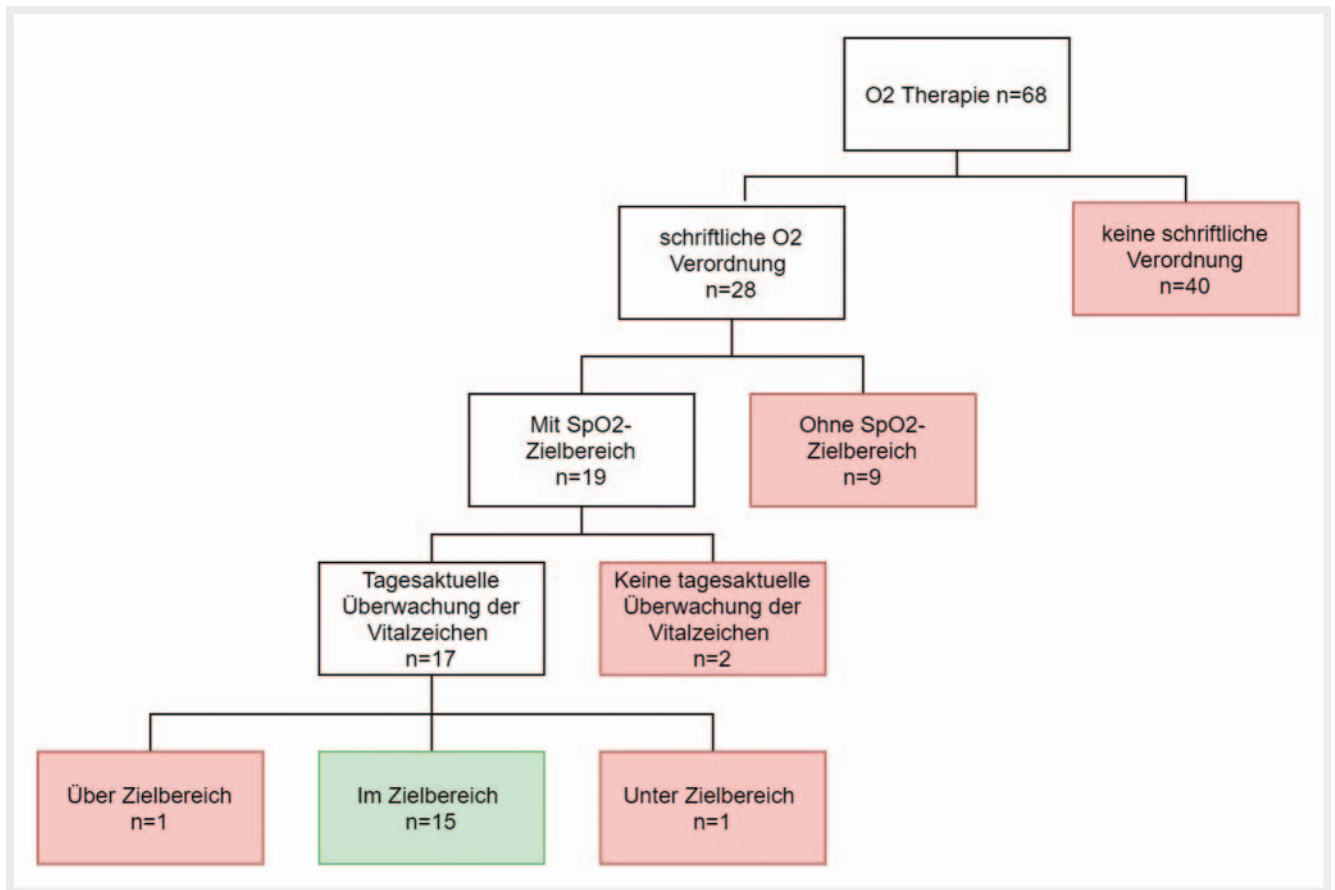 O2 Therapie n=68
schriftliche O2
Verordnung
n=28
keine schriftliche
Verordnung
n=40
Mit SpO2-
Zielbereich
n=19
Ohne SpO2-
Zielbereich
n=9
Tagesaktuelle
Überwachung der
Vitalzeichen
n=17
Keine tagesaktuelle
Überwachung der
Vitalzeichen
n=2
Über Zielbereich
n=1
Im Zielbereich
n=15
Unter Zielbereich
n=1